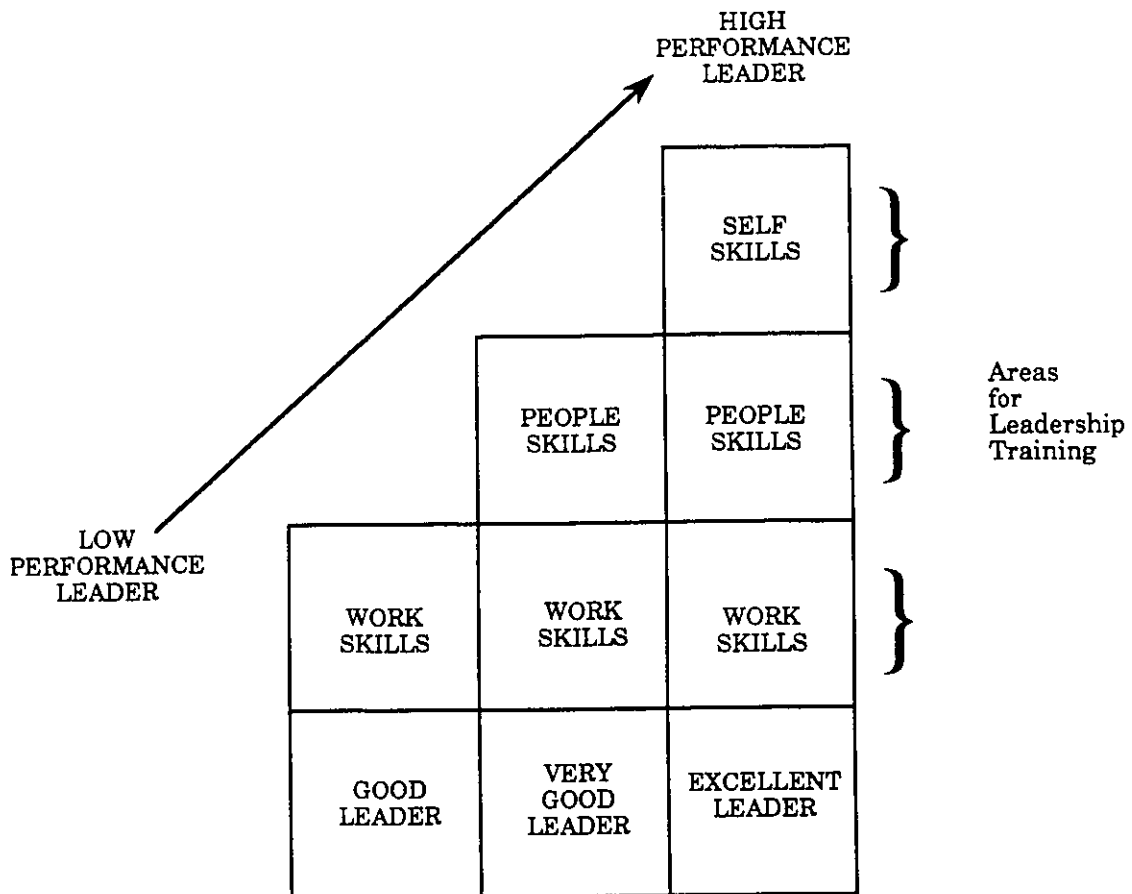 HIGH
PERFORMANCE
LEADER
SELF
SKILLS
PEOPLE
SKILLS
PEOPLE
SKILLS
Areas
for
Leadership
Training
LOW
PERFORMANCE
LEADER
WORK
SKILLS
WORK
SKILLS
WORK
SKILLS
GOOD
LEADER
VERY
GOOD
LEADER
EXCELLENT
LEADER